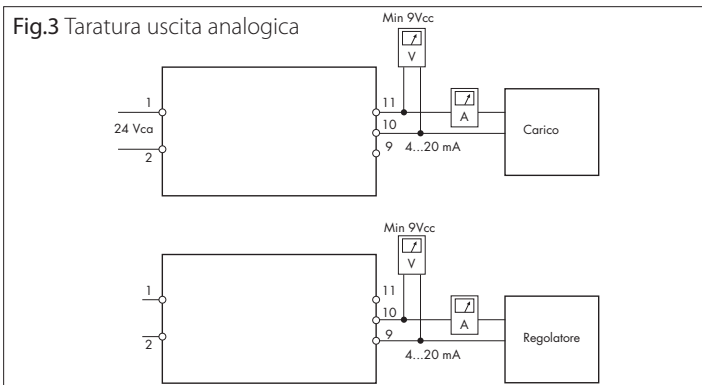 Fig.3 Taratura uscita analogica
Min 9Vcc
V
1
24 Vca
2
11
10
9
A
4...20 mA
Carico
Min 9Vcc
V
1
2
11
10
9
A
4...20 mA
Regolatore